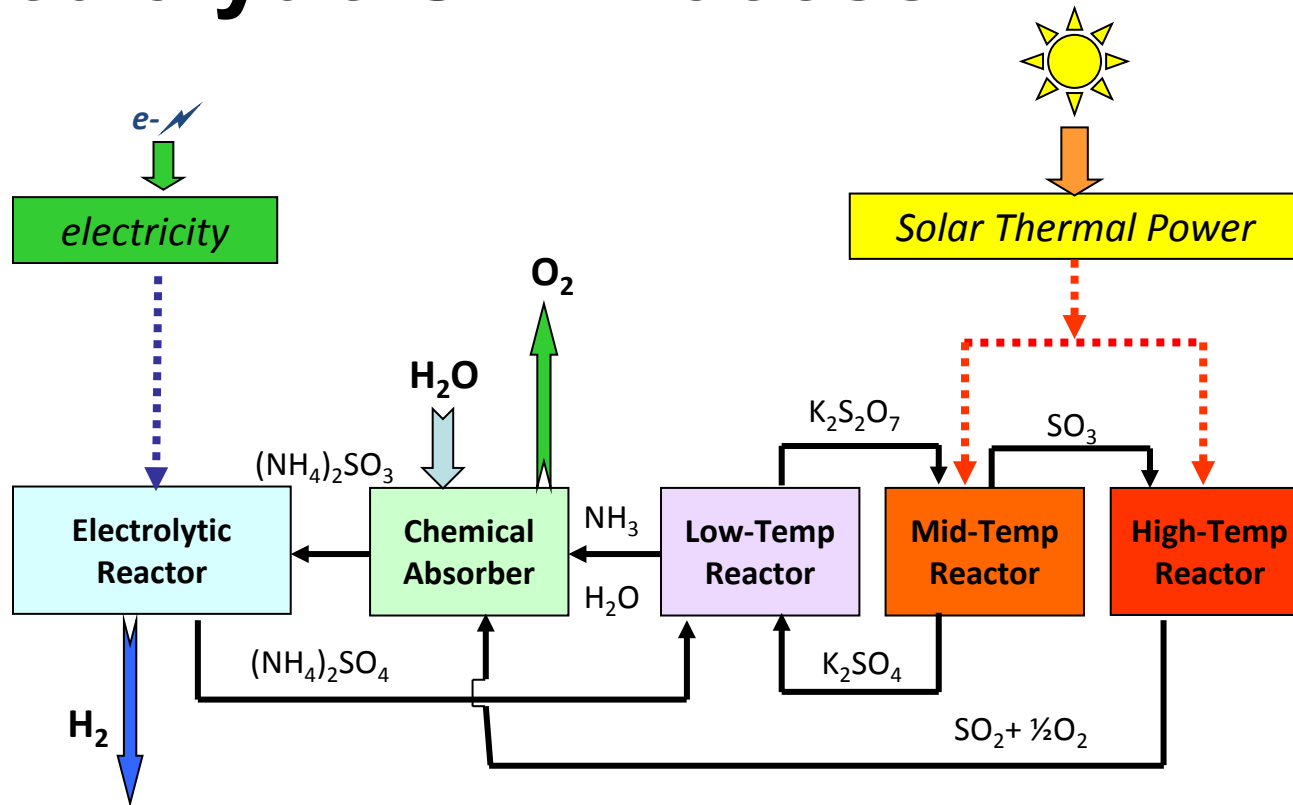 e-
electricity
Solar Thermal Power
O₂
H₂O
K₂S₂O₇
SO₃
(NH₄)₂SO₃
Electrolytic
Reactor
Chemical
Absorber
NH₃
H₂O
Low-Temp
Reactor
Mid-Temp
Reactor
High-Temp
Reactor
(NH₄)₂SO₄
K₂SO₄
H₂
SO₂+ ½O₂